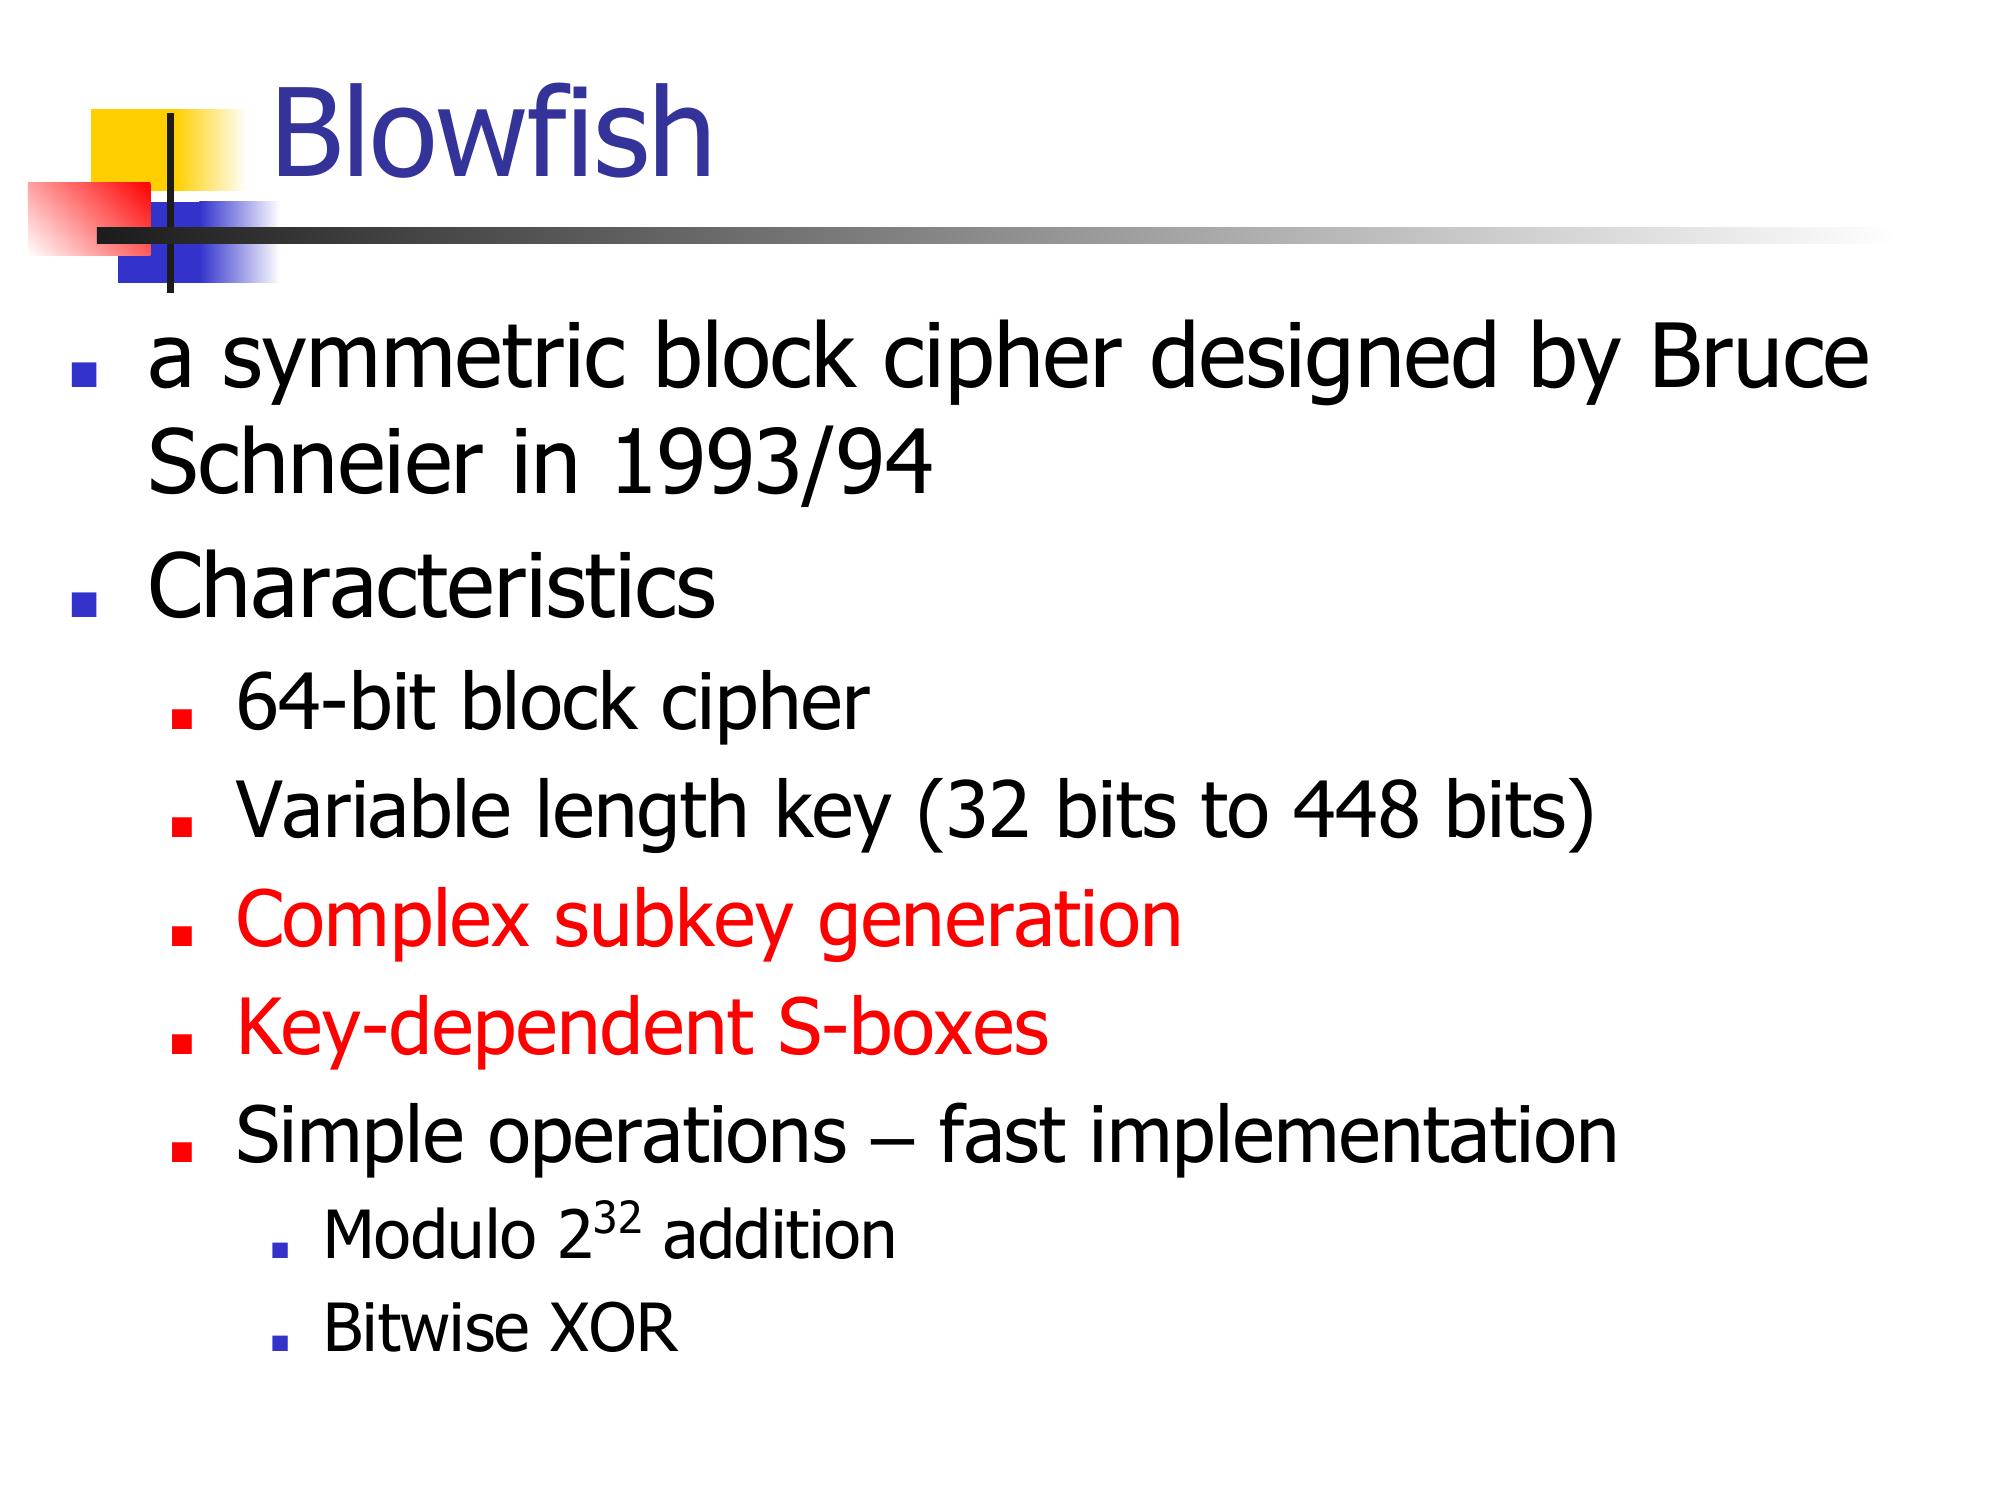 Blowfish
a symmetric block cipher designed by Bruce
Schneier in 1993/94
Characteristics
64-bit block cipher
Variable length key (32 bits to 448 bits)
Complex subkey generation
Key-dependent S-boxes
Simple operations – fast implementation
Modulo 2³² addition
Bitwise XOR